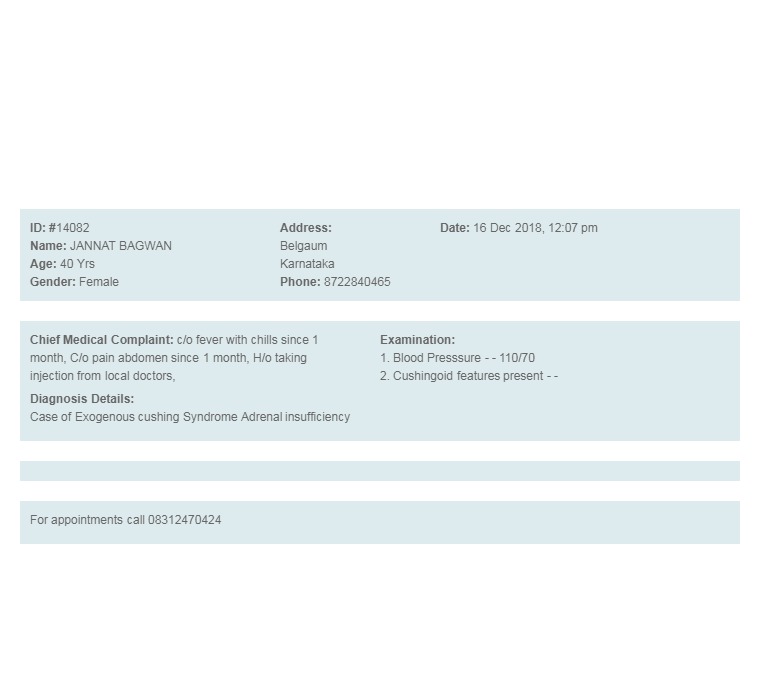 ID: #14082
Name: JANNAT BAGWAN
Age: 40 Yrs
Gender: Female
Address:
Belgaum
Karnataka
Phone: 8722840465
Date: 16 Dec 2018, 12:07 pm
Chief Medical Complaint: c/o fever with chills since 1
month, C/o pain abdomen since 1 month, H/o taking
injection from local doctors,
Diagnosis Details:
Case of Exogenous cushing Syndrome Adrenal insufficiency
Examination:
1. Blood Presssure - - 110/70
2. Cushingoid features present - -
For appointments call 08312470424